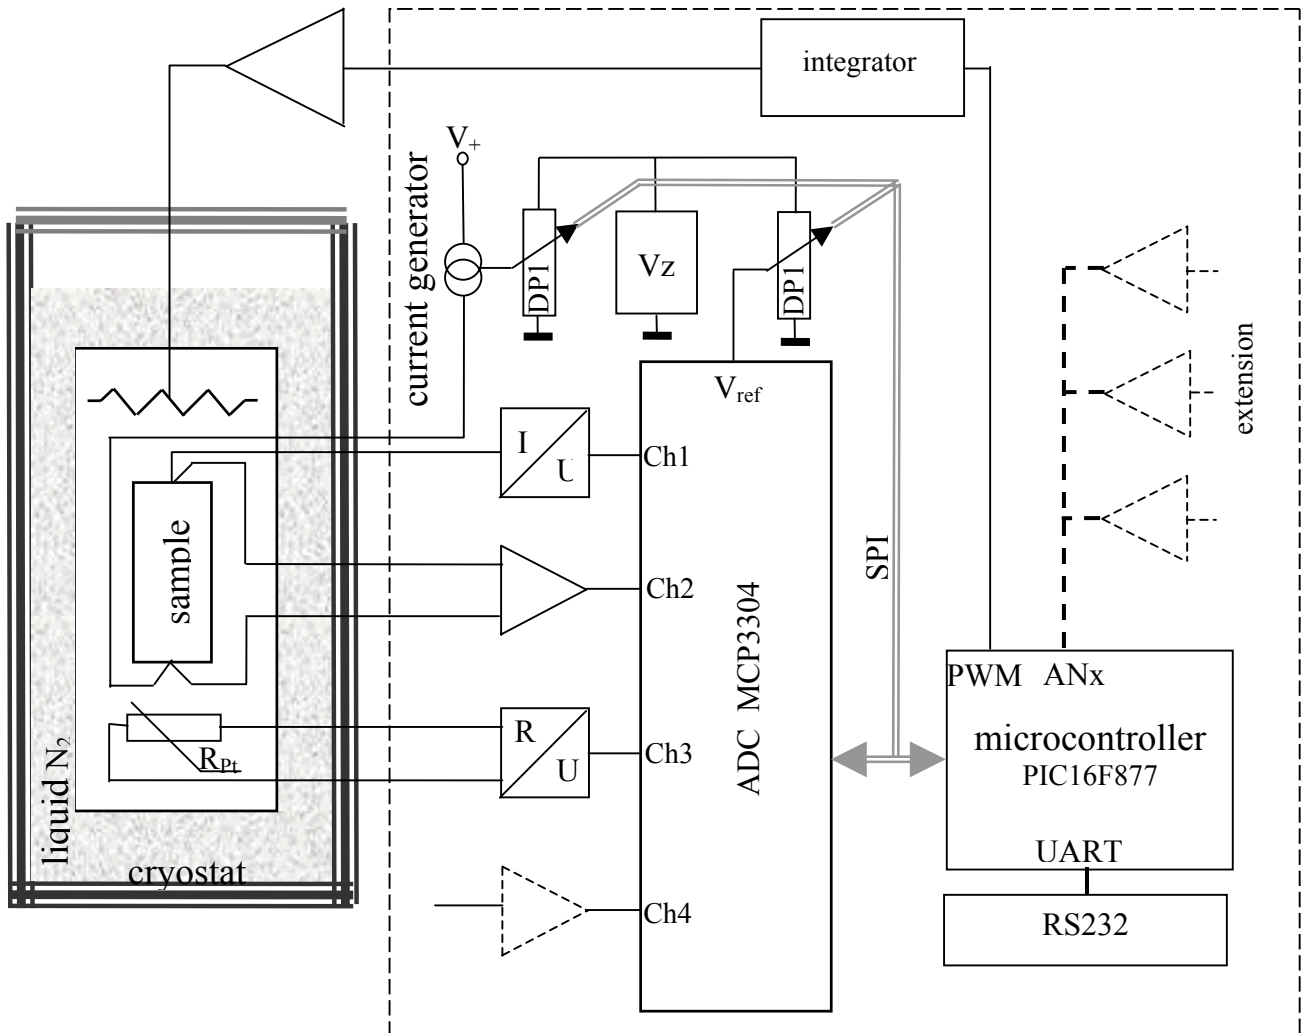 integrator
V+
current generator
DP1
Vz
DP1
extension
Vref
I
U
Ch1
sample
Ch2
SPI
ADC MCP3304
PWM ANx
microcontroller
PIC16F877
R
U
Ch3
RPt
liquid N2
cryostat
UART
Ch4
RS232